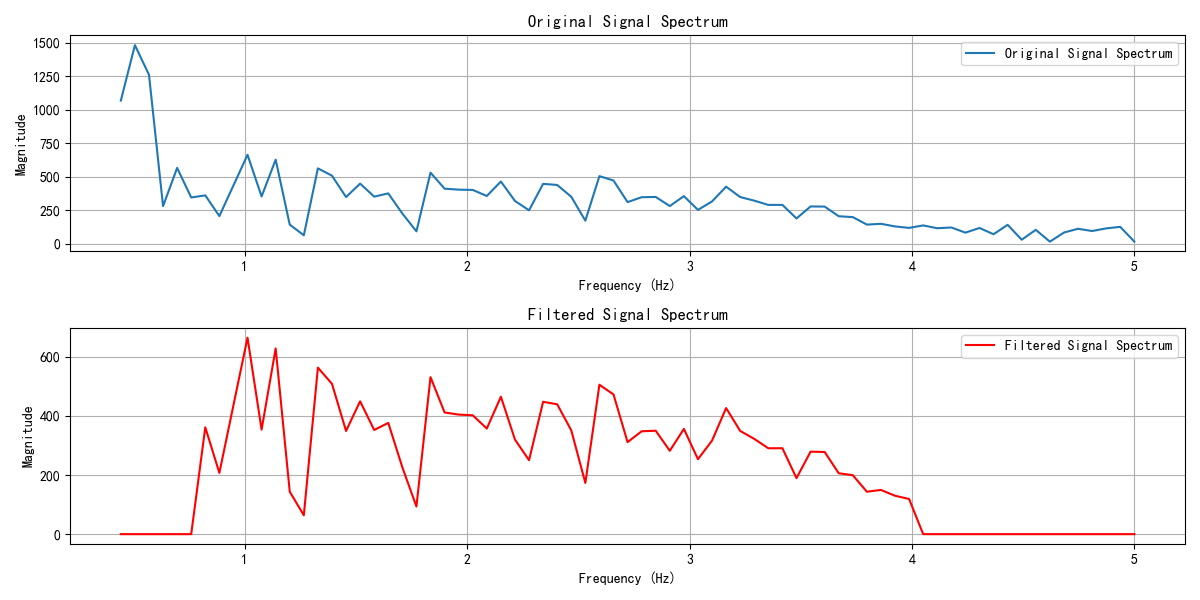 Original Signal Spectrum
1500
1250
1000
750
500
250
0
Magnitude
Original Signal Spectrum
1 2 3 4 5
Frequency (Hz)
Filtered Signal Spectrum
600
400
200
0
Magnitude
Filtered Signal Spectrum
1 2 3 4 5
Frequency (Hz)